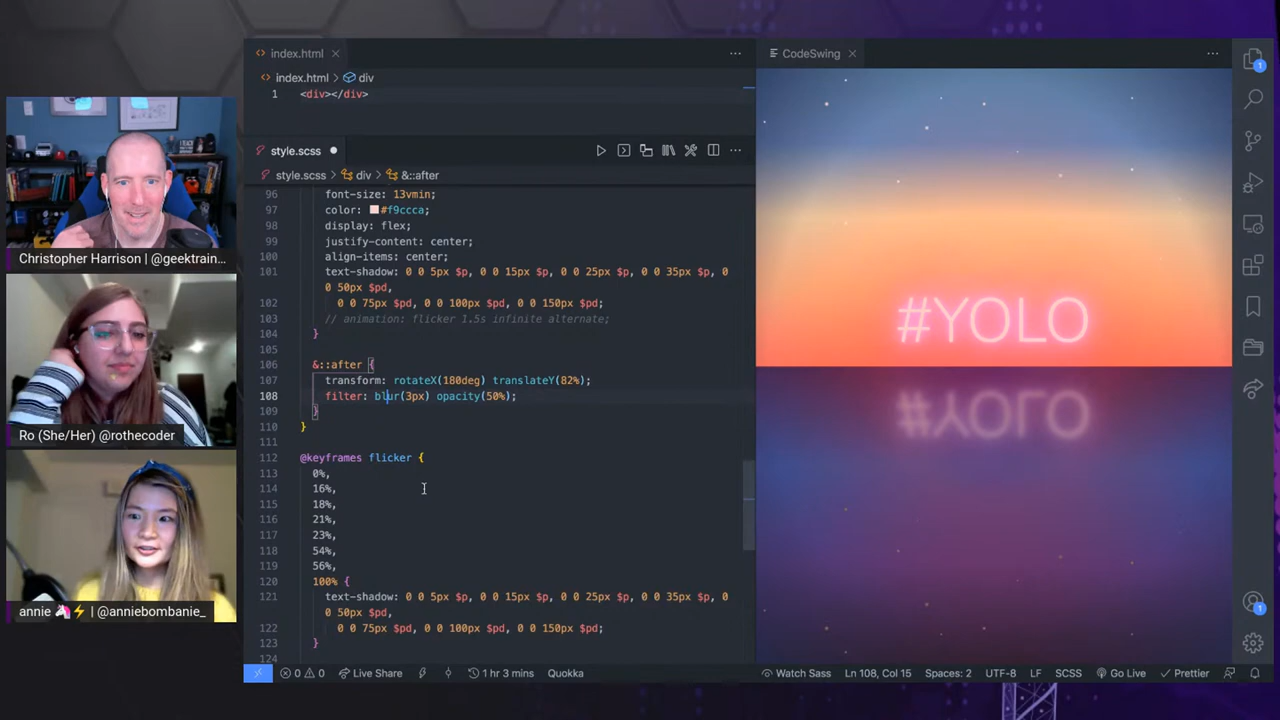 Christopher Harrison | @geektrain...
Ro (She/Her) @rothecoder
annie 🦄⚡ | @anniebombanie_
index.html
index.html > div
1 <div></div>
style.scss
style.scss > div > &::after
96 font-size: 13vmin;
97 color: #f9ccca;
98 display: flex;
99 justify-content: center;
100 align-items: center;
101 text-shadow: 0 0 5px $p, 0 0 15px $p, 0 0 25px $p, 0 0 35px $p, 0
0 50px $pd,
102 0 0 75px $pd, 0 0 100px $pd, 0 0 150px $pd;
103 // animation: flicker 1.5s infinite alternate;
104 }
105
106 &::after {
107 transform: rotateX(180deg) translateY(82%);
108 filter: blur(3px) opacity(50%);
109 }
110 }
111
112 @keyframes flicker {
113 0%,
114 16%,
115 18%,
116 21%,
117 23%,
118 54%,
119 56%,
120 100% {
121 text-shadow: 0 0 5px $p, 0 0 15px $p, 0 0 25px $p, 0 0 35px $p, 0
0 50px $pd,
122 0 0 75px $pd, 0 0 100px $pd, 0 0 150px $pd;
123 }
124
CodeSwing
#YOLO
#YOLO
1
1
0 0 Live Share 1 hr 3 mins Quokka Watch Sass Ln 108, Col 15 Spaces: 2 UTF-8 LF SCSS Go Live Prettier